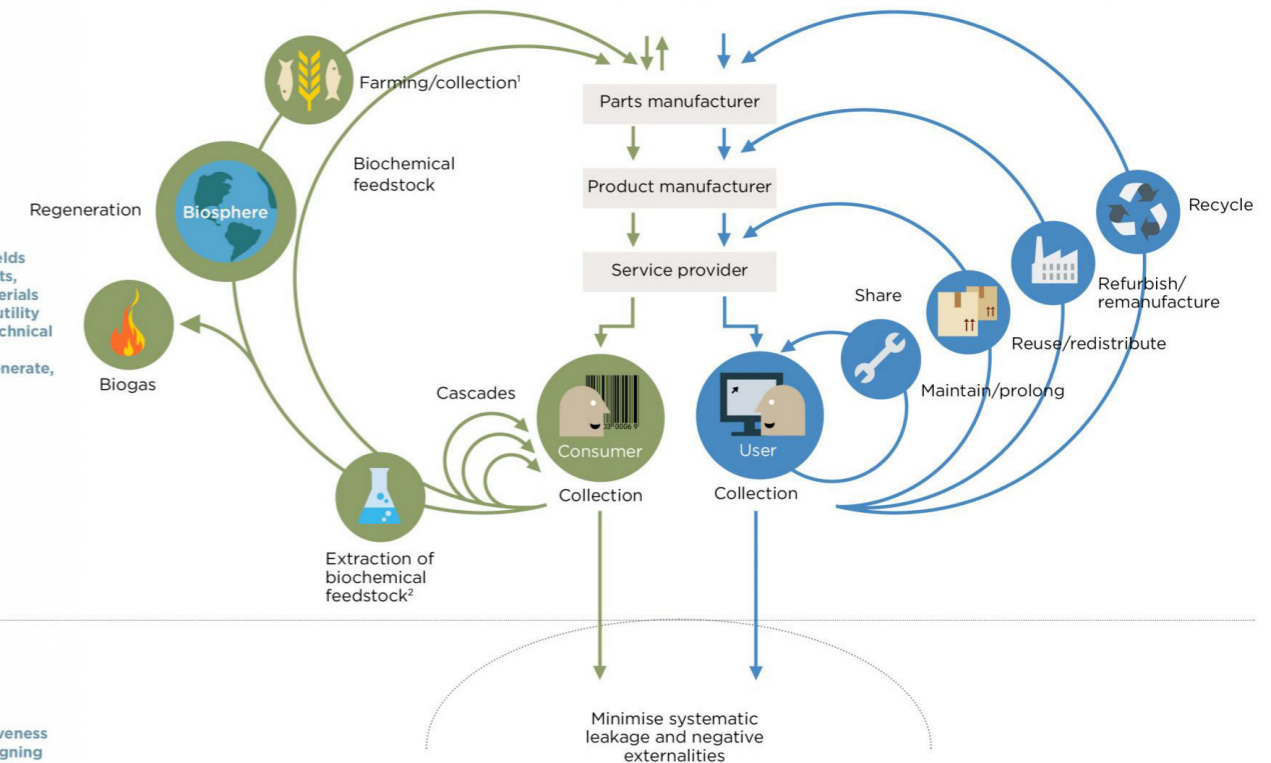 Farming/collection¹
Parts manufacturer
Biochemical
feedstock
Product manufacturer
Regeneration
Biosphere
Recycle
Service provider
Share
Refurbish/
remanufacture
Reuse/redistribute
Biogas
Cascades
Maintain/prolong
Consumer
User
Collection
Collection
Extraction of
biochemical
feedstock²
Minimise systematic
leakage and negative
externalities